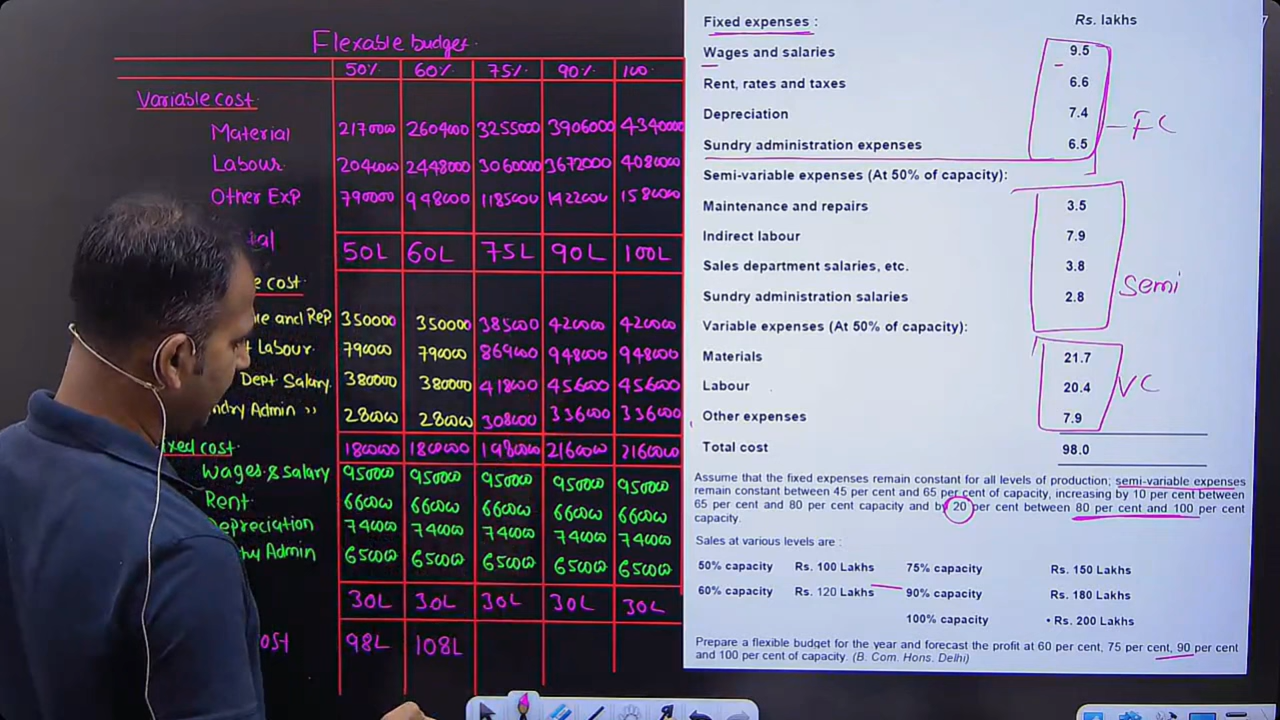 Flexable budget.
50% 60% 75% 90% 100
Variable cost
Material 2170000 2604000 3255000 3906000 4340000
Labour 2040000 2448000 3060000 3672000 4080000
Other Exp 790000 948000 1185000 1422000 1580000
50L 60L 75L 90L 100L
cost
and Rep. 350000 350000 385000 420000 420000
Labour. 790000 790000 869000 948000 948000
Dept Salary. 380000 380000 418000 456000 456000
Admin " 280000 280000 308000 336000 336000
cost 1800000 1800000 1980000 2160000 2160000
Wages & Salary 950000 950000 950000 950000 950000
Rent 660000 660000 660000 660000 660000
Depreciation 740000 740000 740000 740000 740000
Admin 650000 650000 650000 650000 650000
30L 30L 30L 30L 30L
98L 108L
Fixed expenses : Rs. lakhs
Wages and salaries 9.5
Rent, rates and taxes 6.6
Depreciation 7.4
Sundry administration expenses 6.5
FC
Semi-variable expenses (At 50% of capacity):
Maintenance and repairs 3.5
Indirect labour 7.9
Sales department salaries, etc. 3.8
Sundry administration salaries 2.8
Semi
Variable expenses (At 50% of capacity):
Materials 21.7
Labour 20.4
Other expenses 7.9
VC
Total cost 98.0
Assume that the fixed expenses remain constant for all levels of production; semi-variable expenses
remain constant between 45 per cent and 65 per cent of capacity, increasing by 10 per cent between
65 per cent and 80 per cent capacity and by 20 per cent between 80 per cent and 100 per cent
capacity.
Sales at various levels are :
50% capacity Rs. 100 Lakhs 75% capacity Rs. 150 Lakhs
60% capacity Rs. 120 Lakhs 90% capacity Rs. 180 Lakhs
100% capacity • Rs. 200 Lakhs
Prepare a flexible budget for the year and forecast the profit at 60 per cent, 75 per cent, 90 per cent
and 100 per cent of capacity. (B. Com. Hons. Delhi)